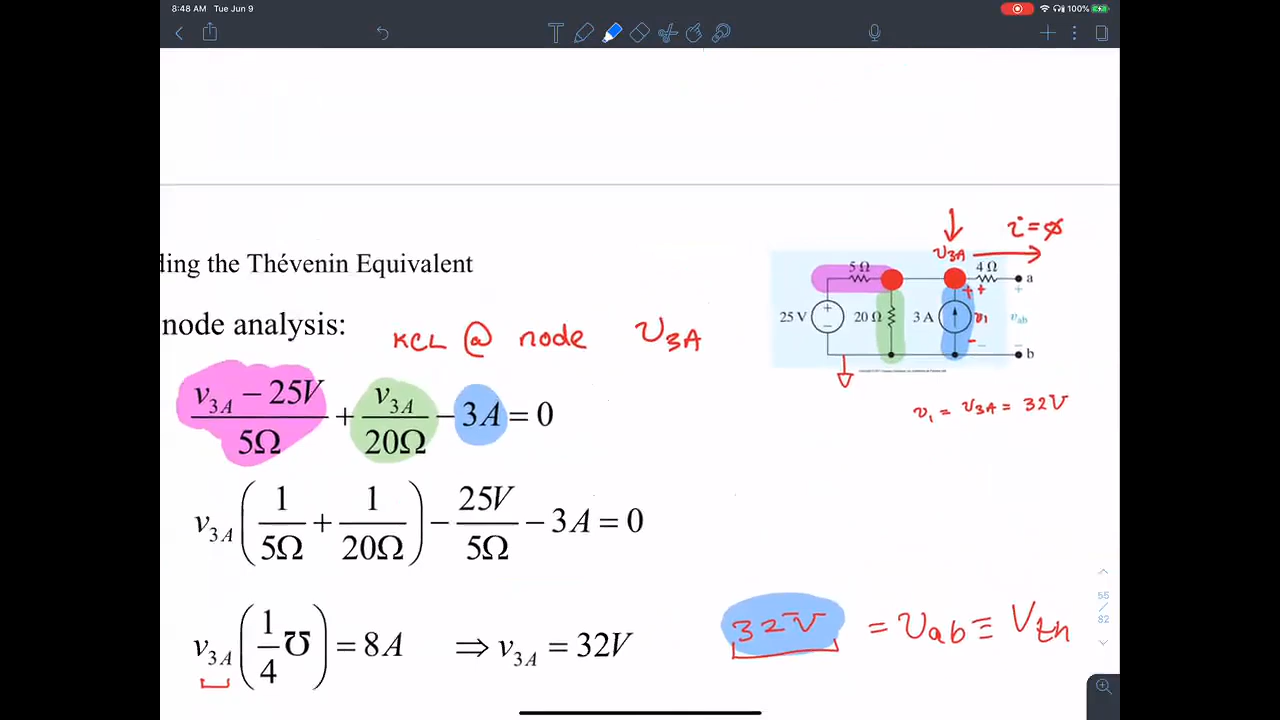 8:48 AM Tue Jun 9
100%
ding the Thévenin Equivalent
node analysis:
KCL @ node V3A
v3A − 25V / 5Ω + v3A / 20Ω − 3A = 0
v3A ( 1 / 5Ω + 1 / 20Ω ) − 25V / 5Ω − 3A = 0
v3A ( 1 / 4 ℧ ) = 8A ⇒ v3A = 32V
i=∅
V3A
5 Ω
4 Ω
a
+ + +
25 V + − 20 Ω 3 A v1 vab
− −
b
v1 = v3A = 32V
32V = Vab ≡ Vth
55
/
82